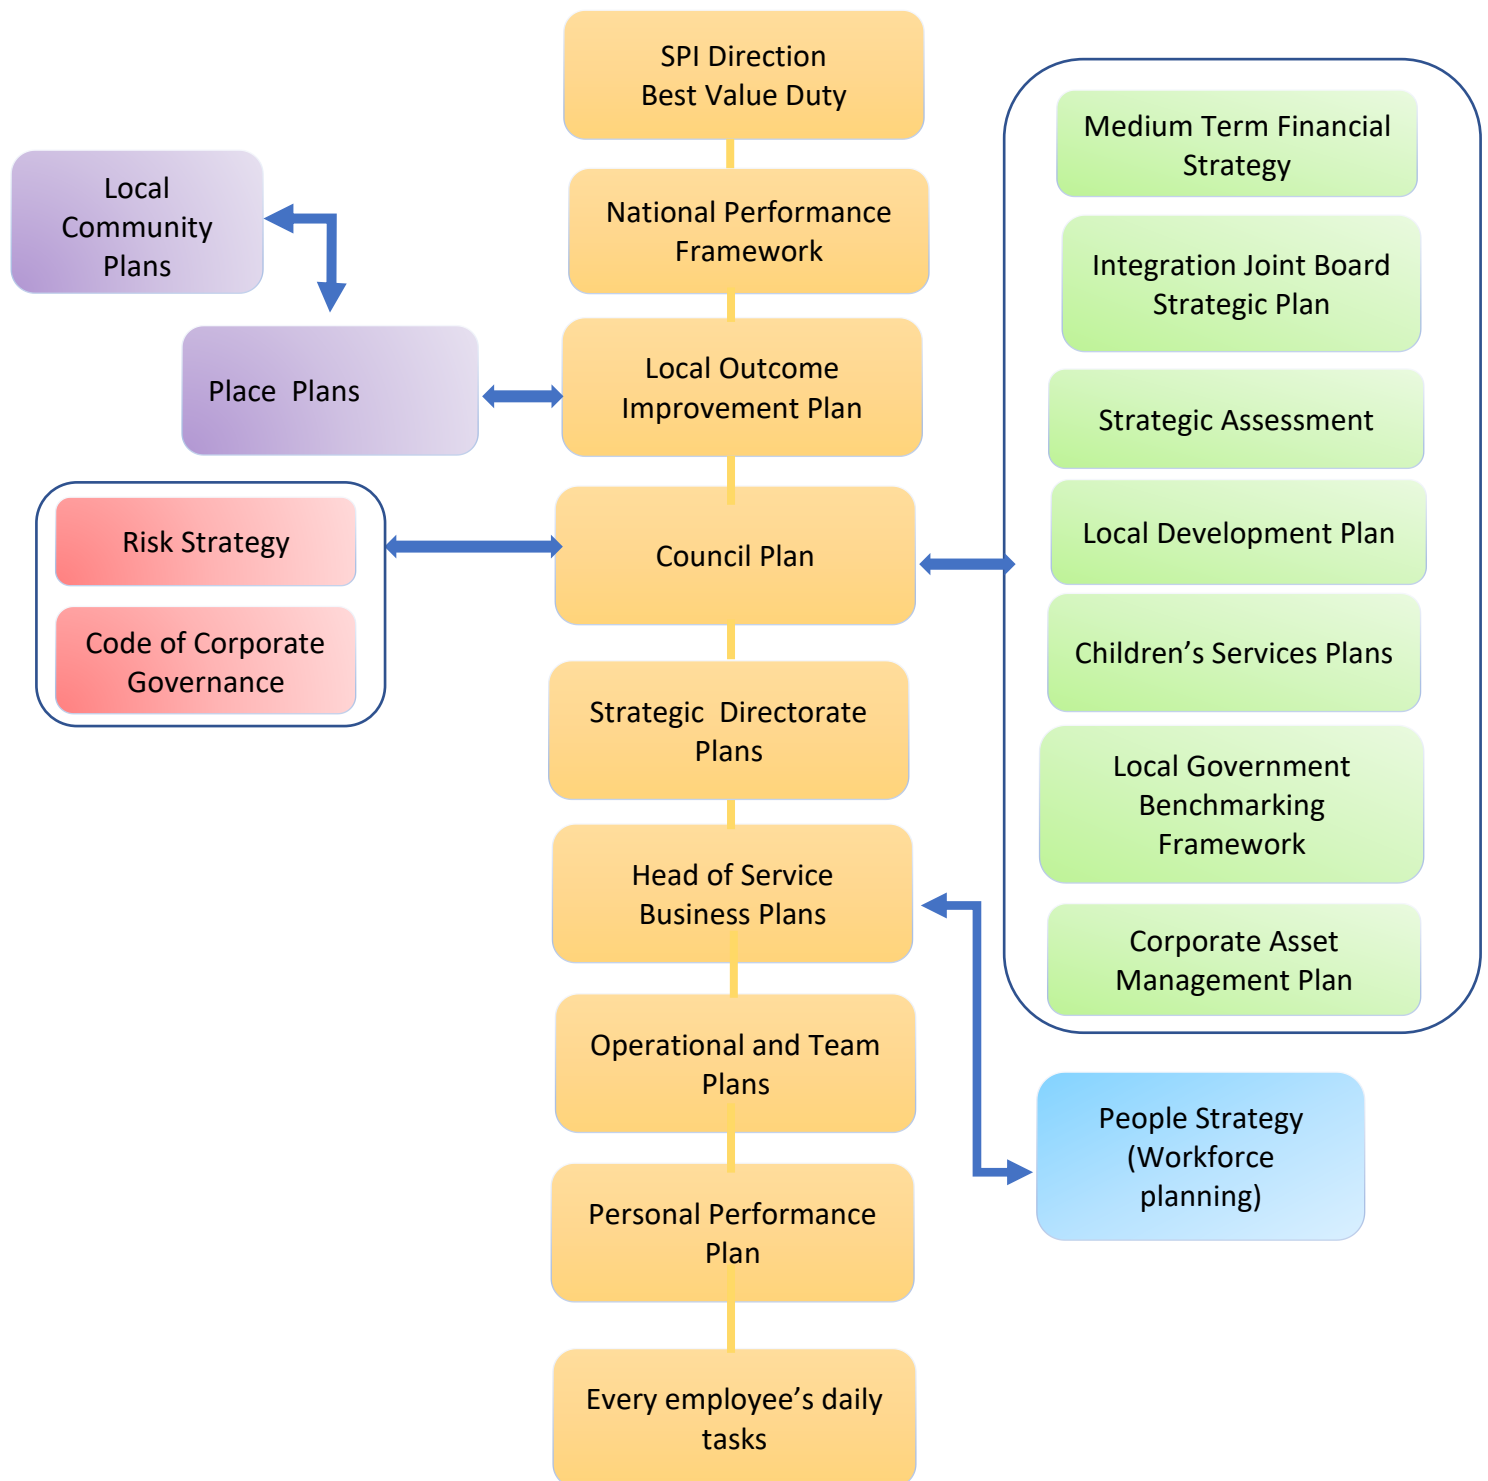 SPI Direction
Best Value Duty
National Performance
Framework
Local Outcome
Improvement Plan
Council Plan
Strategic  Directorate
Plans
Head of Service
Business Plans
Operational and Team
Plans
Personal Performance
Plan
Every employee’s daily
tasks
Local
Community
Plans
Place  Plans
Risk Strategy
Code of Corporate
Governance
Medium Term Financial
Strategy
Integration Joint Board
Strategic Plan
Strategic Assessment
Local Development Plan
Children’s Services Plans
Local Government
Benchmarking
Framework
Corporate Asset
Management Plan
People Strategy
(Workforce
planning)